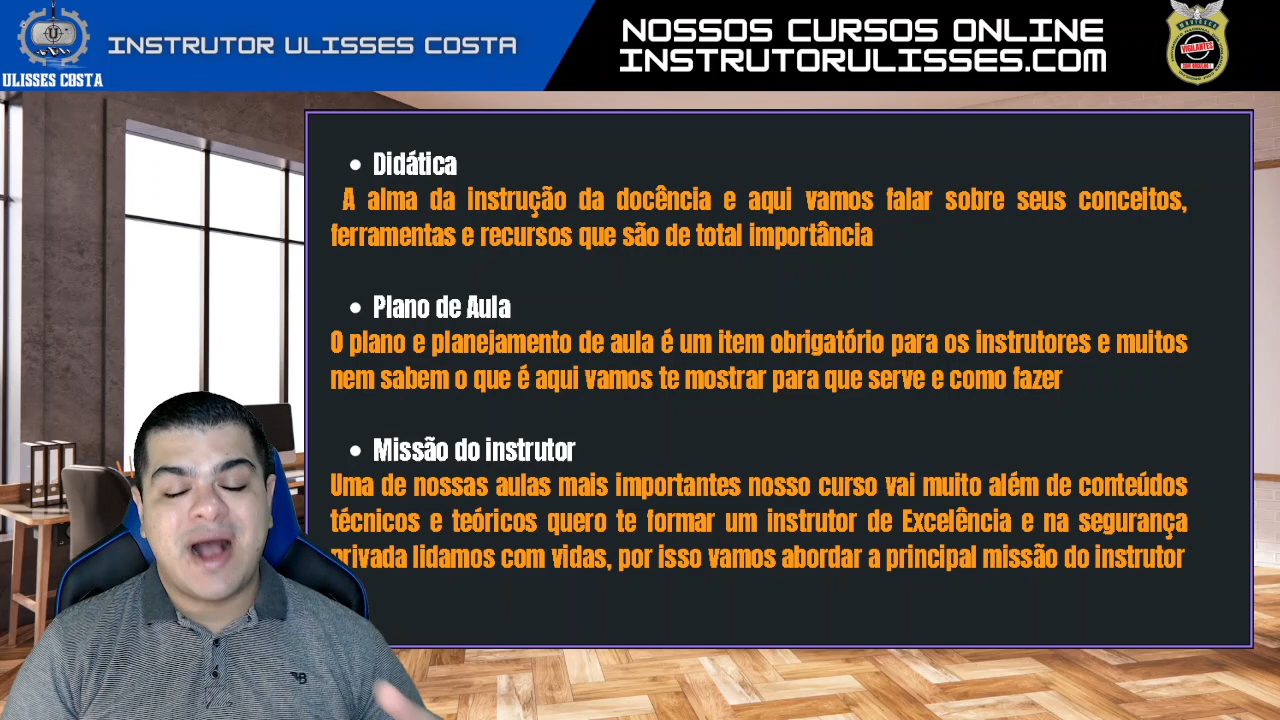 INSTRUTOR ULISSES COSTA
ULISSES COSTA
NOSSOS CURSOS ONLINE
INSTRUTORULISSES.COM
VIGILANTES
Didática
A alma da instrução da docência e aqui vamos falar sobre seus conceitos,
ferramentas e recursos que são de total importância
Plano de Aula
O plano e planejamento de aula é um item obrigatório para os instrutores e muitos
nem sabem o que é aqui vamos te mostrar para que serve e como fazer
Missão do instrutor
Uma de nossas aulas mais importantes nosso curso vai muito além de conteúdos
técnicos e teóricos quero te formar um instrutor de Excelência e na segurança
privada lidamos com vidas, por isso vamos abordar a principal missão do instrutor